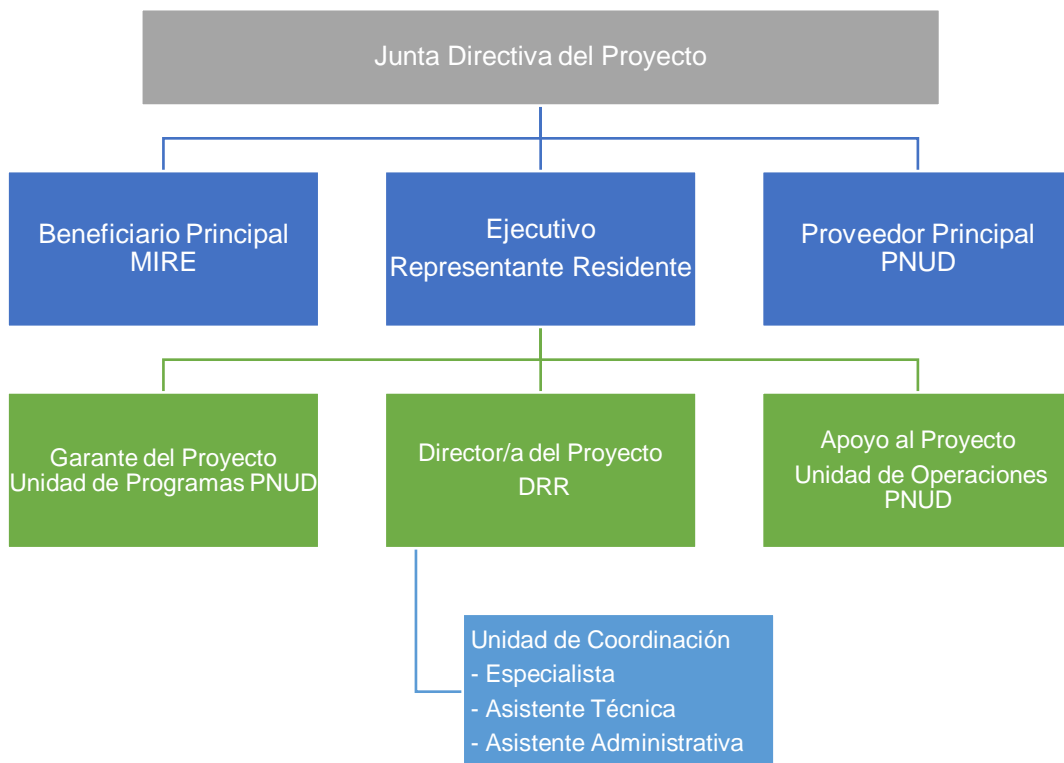 Junta Directiva del Proyecto
Beneficiario Principal
MIRE
Ejecutivo
Representante Residente
Proveedor Principal
PNUD
Garante del Proyecto
Unidad de Programas PNUD
Director/a del Proyecto
DRR
Apoyo al Proyecto
Unidad de Operaciones
PNUD
Unidad de Coordinación
- Especialista
- Asistente Técnica
- Asistente Administrativa